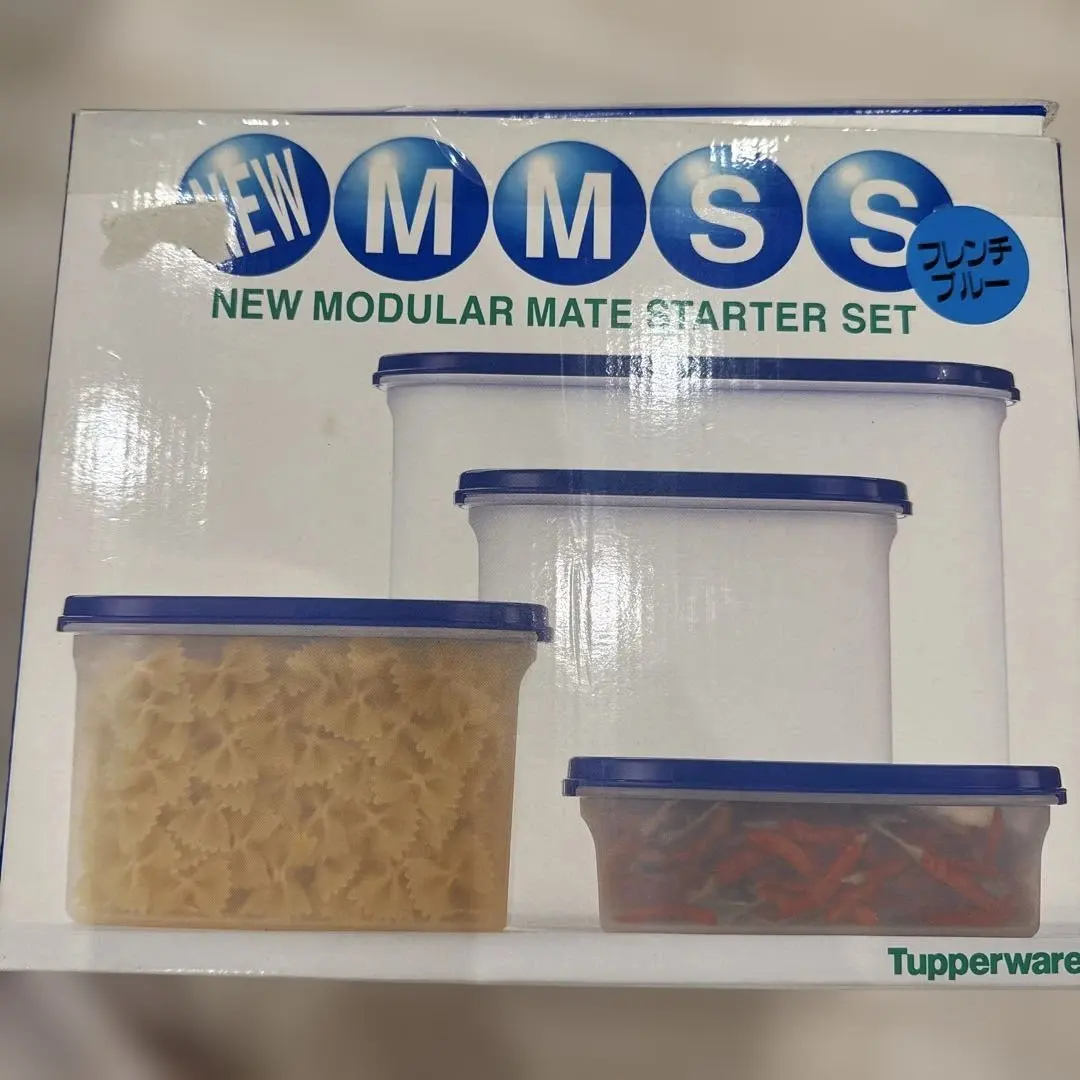 NEW M M S S
フレンチ
ブルー
NEW MODULAR MATE STARTER SET
Tupperware